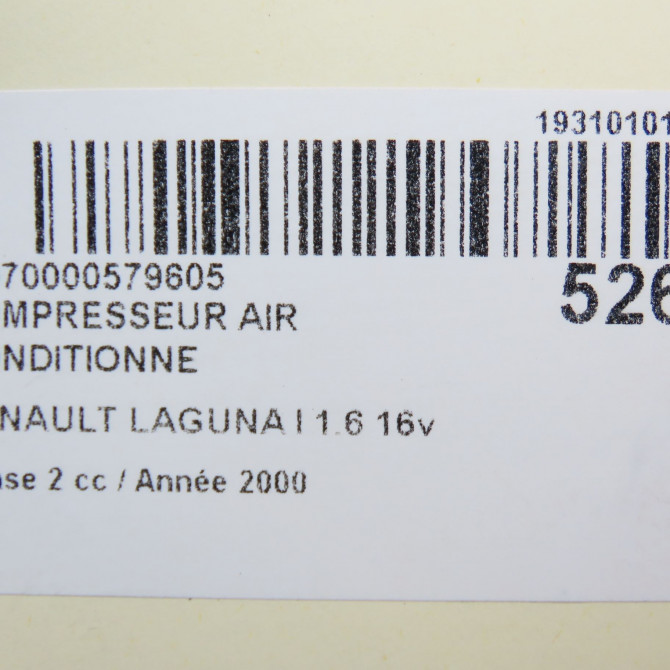 19310101
70000579605
526
MPRESSEUR AIR
NDITIONNE
NAULT LAGUNA I 1.6 16v
se 2 cc / Année 2000